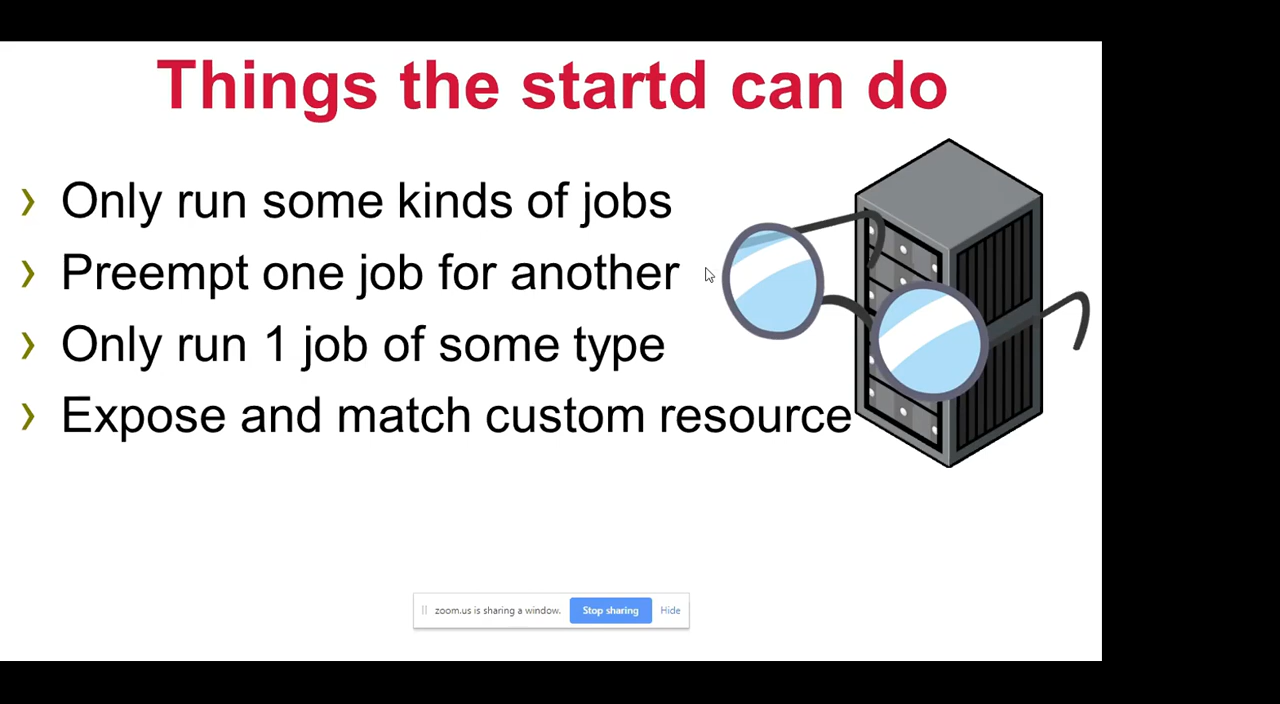 Things the startd can do
› Only run some kinds of jobs
› Preempt one job for another
› Only run 1 job of some type
› Expose and match custom resource
zoom.us is sharing a window. Stop sharing Hide